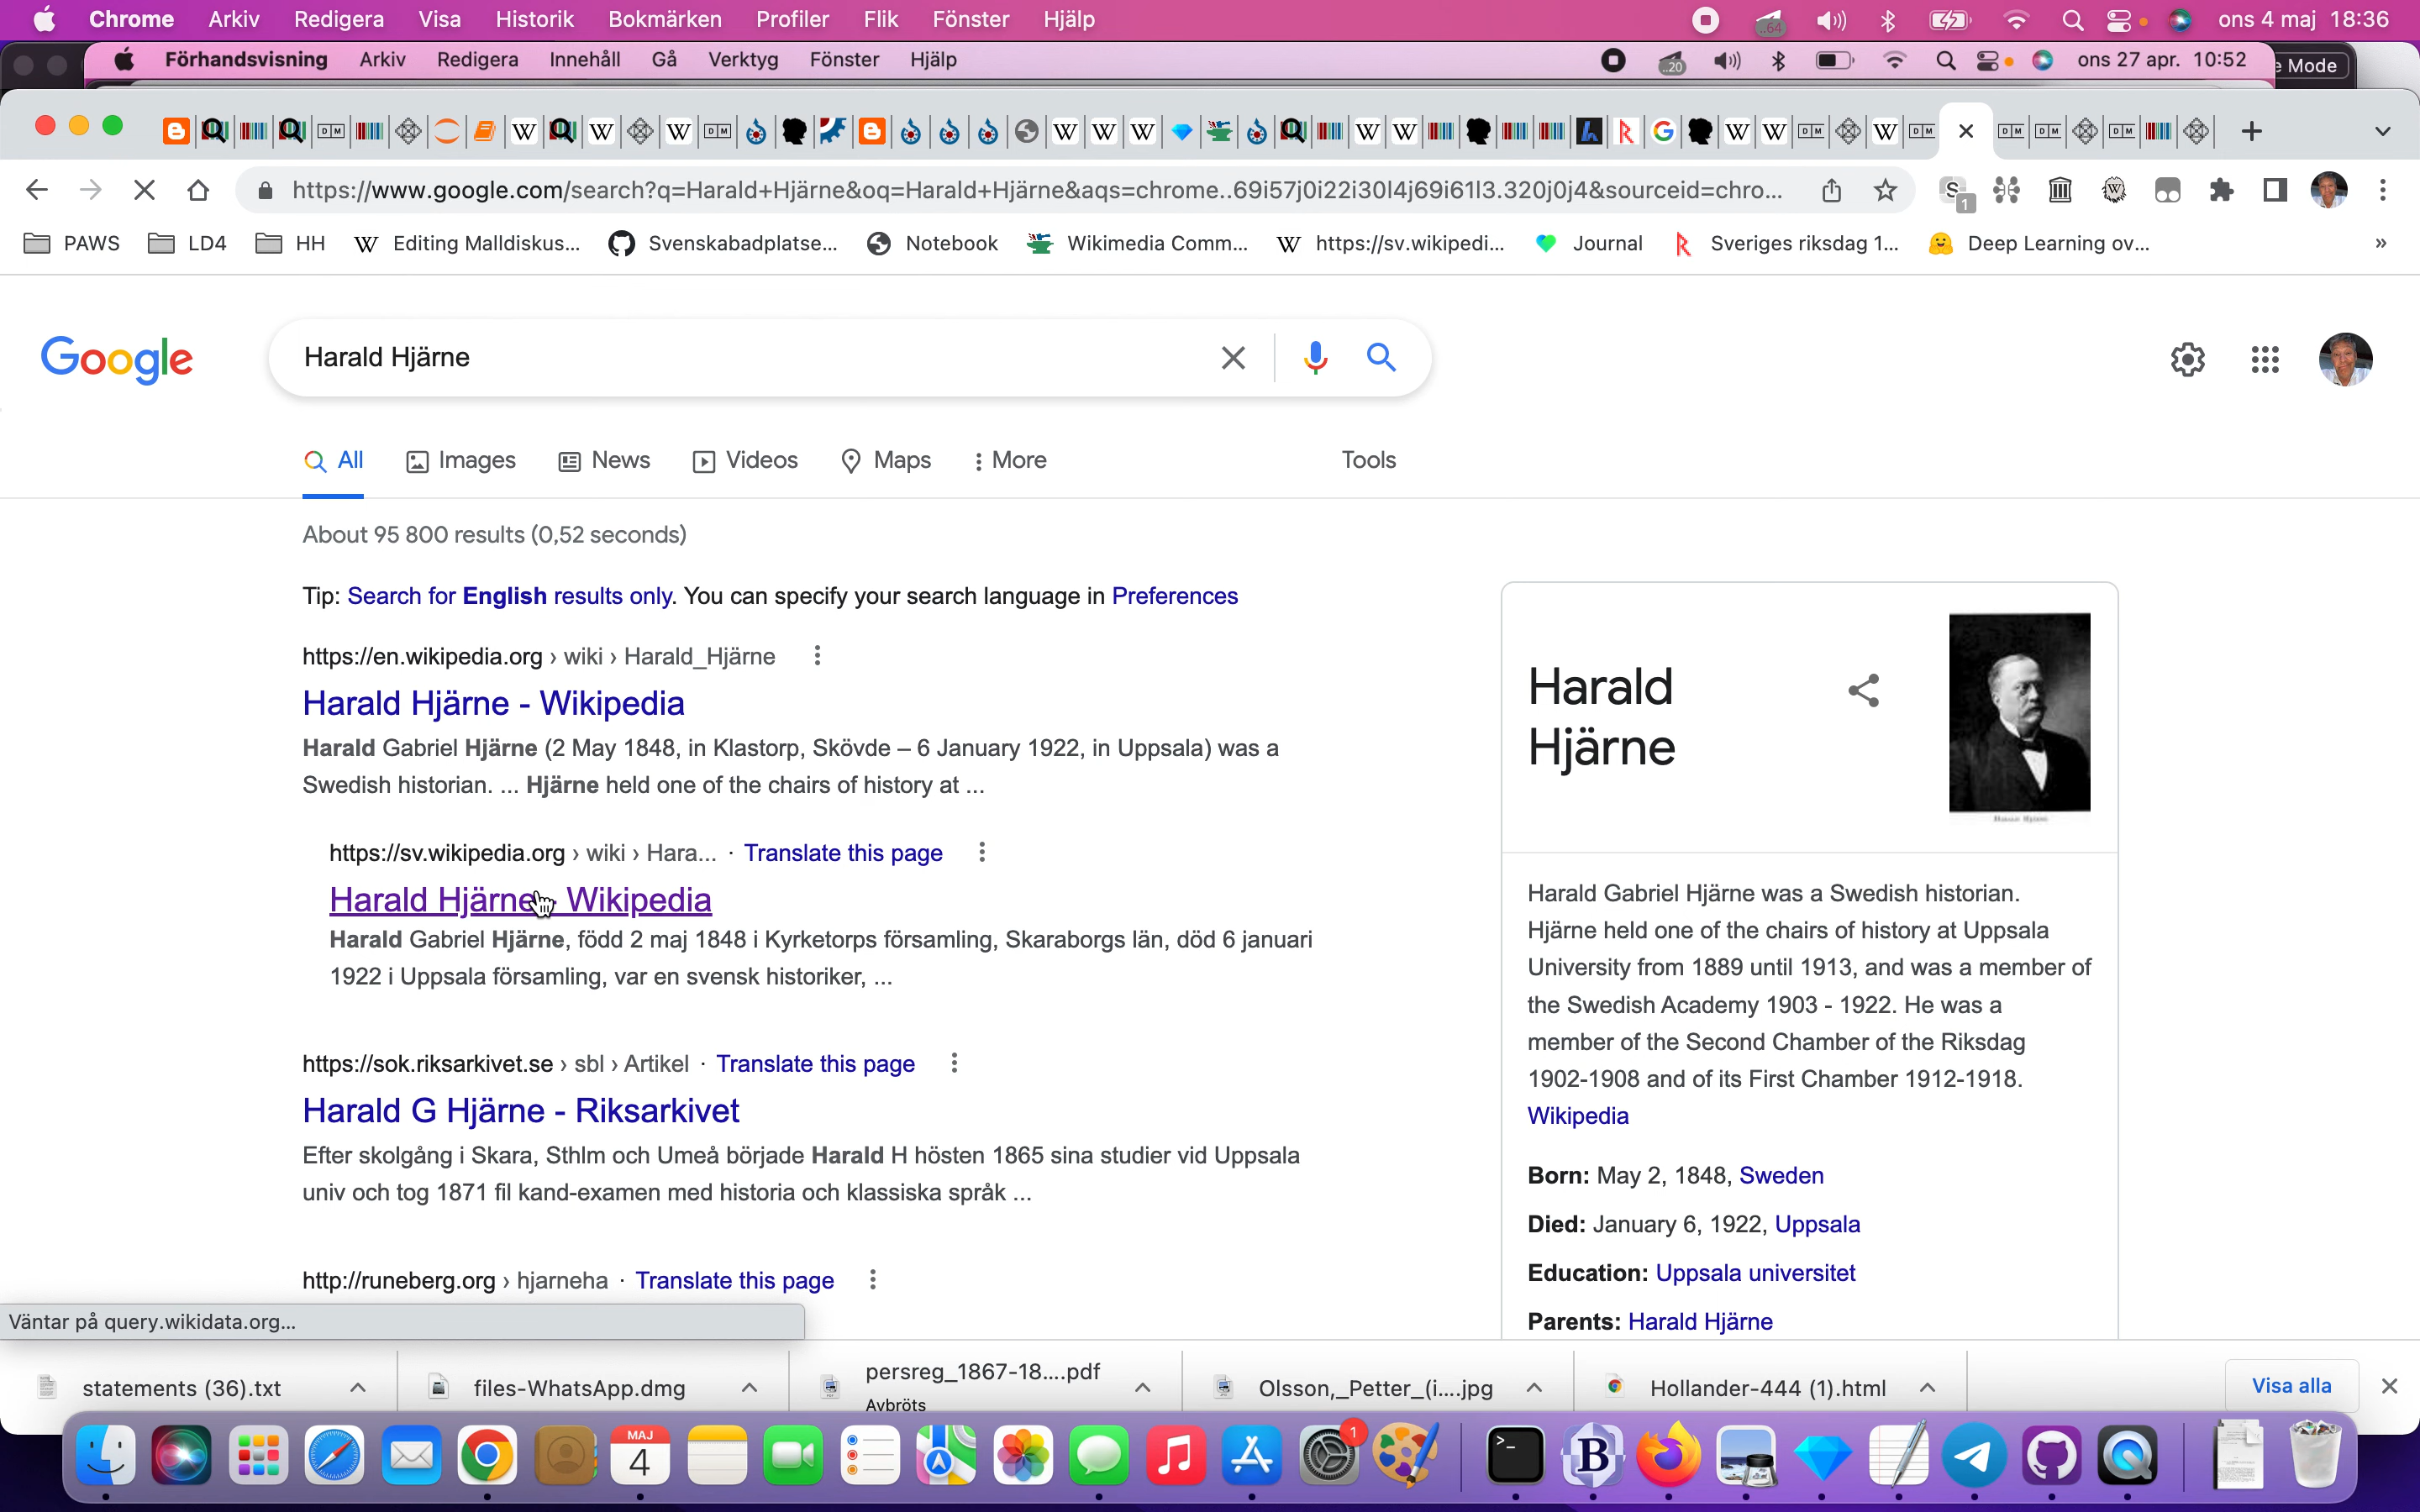 Chrome Arkiv Redigera Visa Historik Bokmärken Profiler Flik Fönster Hjälp ..64 ons 4 maj 18:36
Förhandsvisning Arkiv Redigera Innehåll Gå Verktyg Fönster Hjälp ..20 ons 27 apr. 10:52 e Mode
https://www.google.com/search?q=Harald+Hjärne&oq=Harald+Hjärne&aqs=chrome..69i57j0i22i30l4j69i61l3.320j0j4&sourceid=chro... 1
PAWS LD4 HH Editing Malldiskus... Svenskabadplatse... Notebook Wikimedia Comm... https://sv.wikipedi... Journal Sveriges riksdag 1... Deep Learning ov... »
Google Harald Hjärne
All Images News Videos Maps More Tools
About 95 800 results (0,52 seconds)
Tip: Search for English results only. You can specify your search language in Preferences
https://en.wikipedia.org › wiki › Harald_Hjärne
Harald Hjärne - Wikipedia
Harald Gabriel Hjärne (2 May 1848, in Klastorp, Skövde – 6 January 1922, in Uppsala) was a
Swedish historian. ... Hjärne held one of the chairs of history at ...
https://sv.wikipedia.org › wiki › Hara... · Translate this page
Harald Hjärne - Wikipedia
Harald Gabriel Hjärne, född 2 maj 1848 i Kyrketorps församling, Skaraborgs län, död 6 januari
1922 i Uppsala församling, var en svensk historiker, ...
https://sok.riksarkivet.se › sbl › Artikel · Translate this page
Harald G Hjärne - Riksarkivet
Efter skolgång i Skara, Sthlm och Umeå började Harald H hösten 1865 sina studier vid Uppsala
univ och tog 1871 fil kand-examen med historia och klassiska språk ...
http://runeberg.org › hjarneha · Translate this page
Harald
Hjärne
Harald Gabriel Hjärne was a Swedish historian.
Hjärne held one of the chairs of history at Uppsala
University from 1889 until 1913, and was a member of
the Swedish Academy 1903 - 1922. He was a
member of the Second Chamber of the Riksdag
1902-1908 and of its First Chamber 1912-1918.
Wikipedia
Born: May 2, 1848, Sweden
Died: January 6, 1922, Uppsala
Education: Uppsala universitet
Parents: Harald Hjärne
Väntar på query.wikidata.org...
statements (36).txt files-WhatsApp.dmg persreg_1867-18....pdf Olsson,_Petter_(i....jpg Hollander-444 (1).html Visa alla
Avbröts
MAJ
4
1